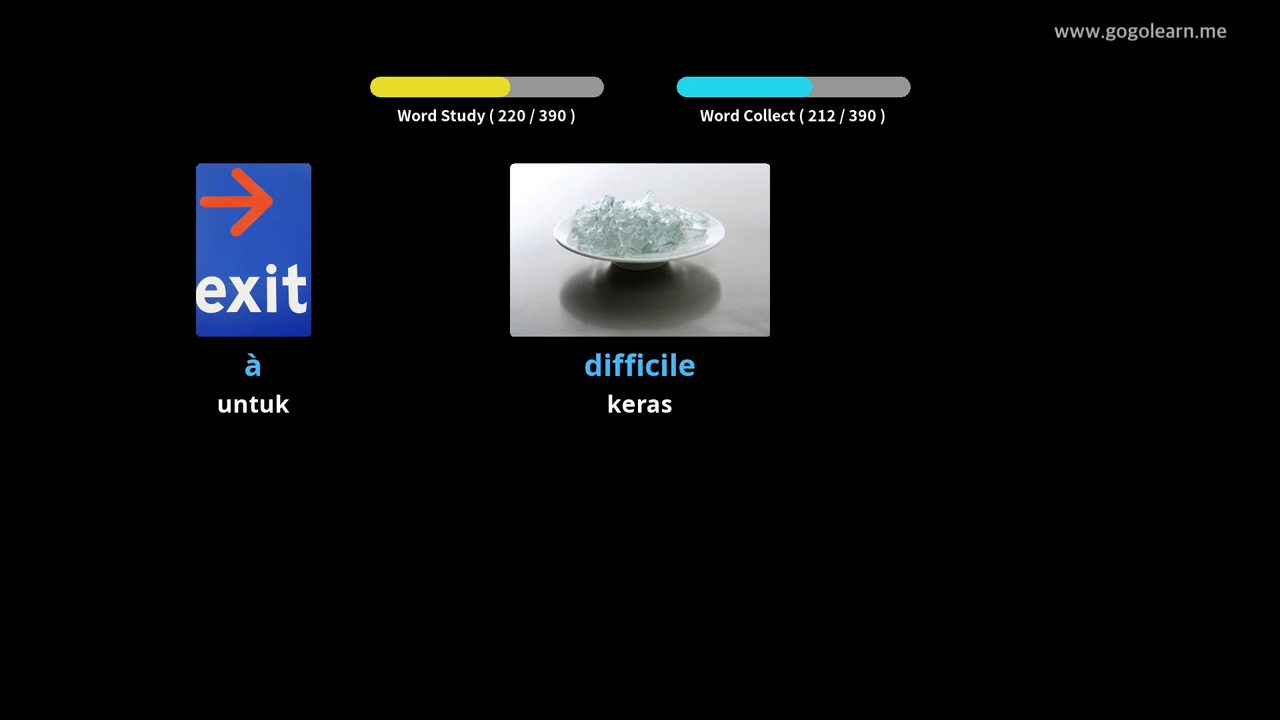 www.gogolearn.me
Word Study ( 220 / 390 )
Word Collect ( 212 / 390 )
exit
à
difficile
untuk
keras